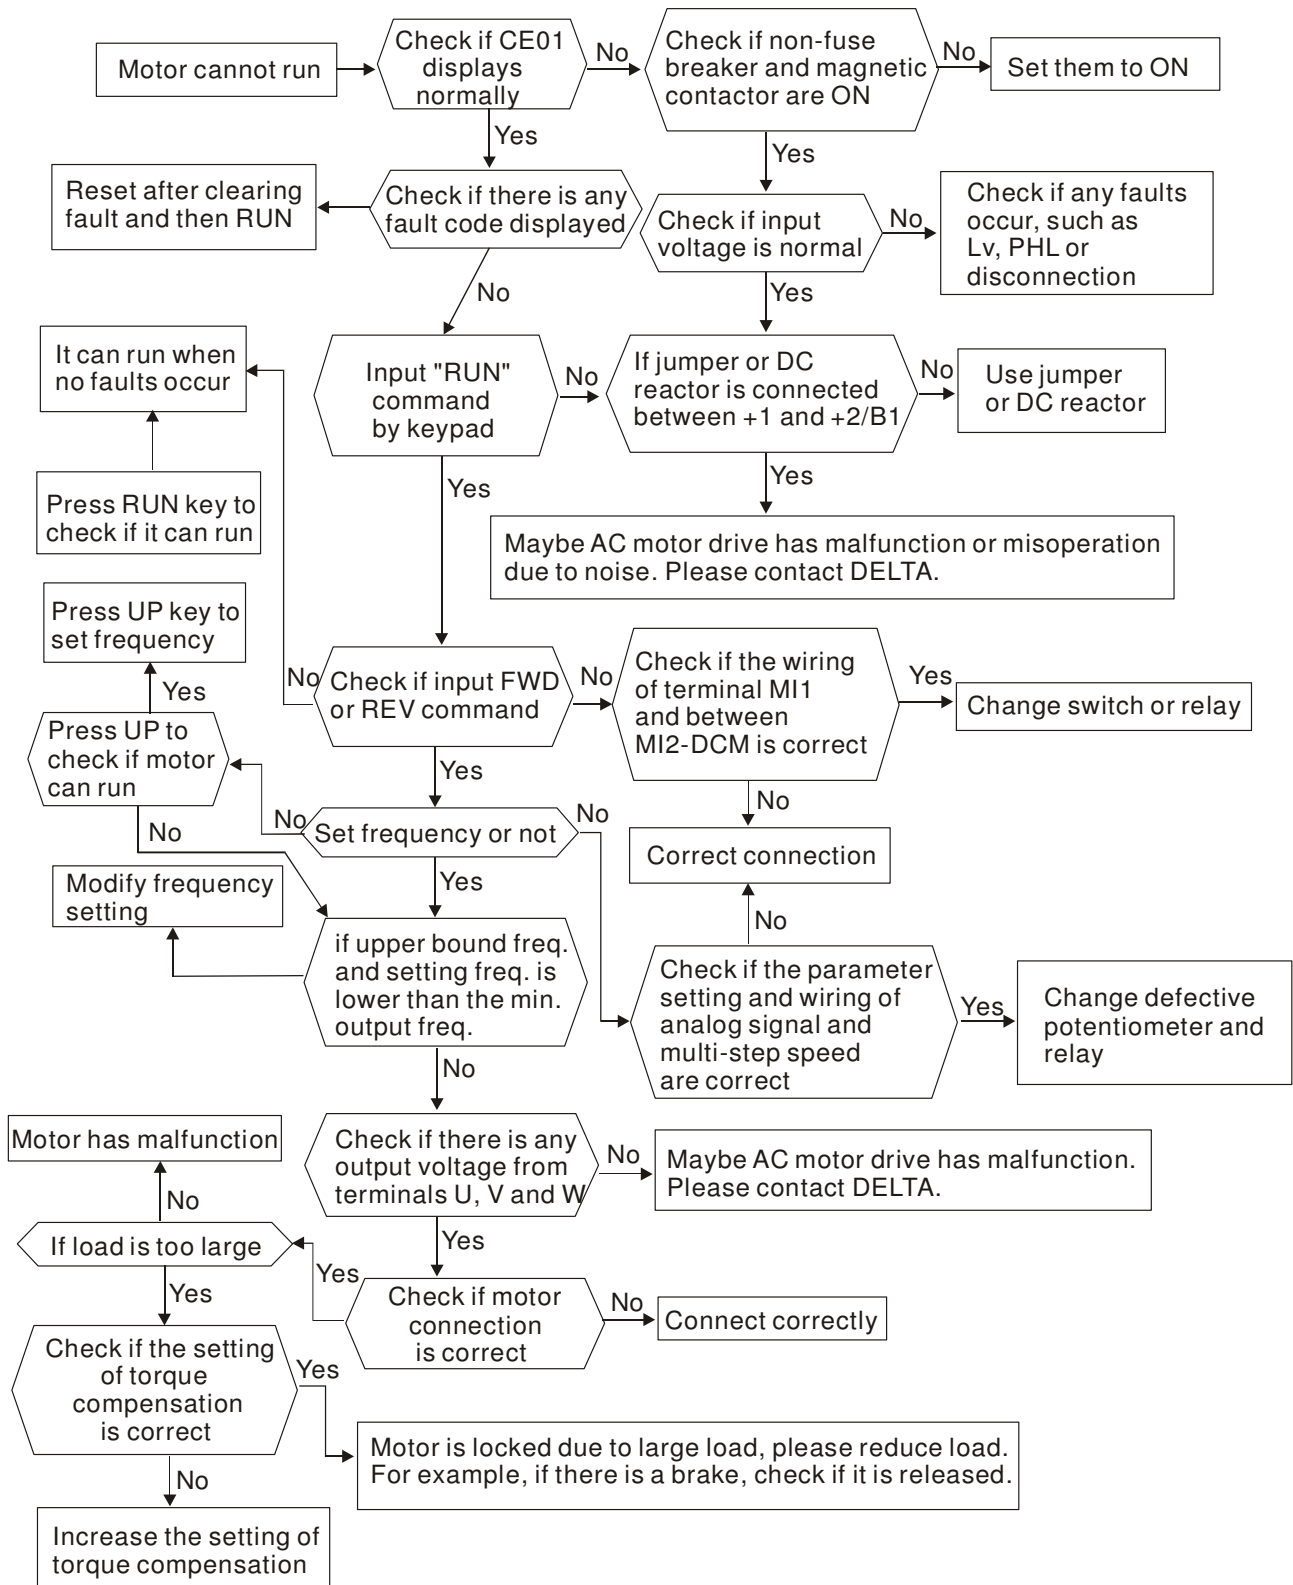 Motor cannot run
Check if CE01
displays
normally
No
Check if non-fuse
breaker and magnetic
contactor are ON
No
Set them to ON
Yes
Yes
Reset after clearing
fault and then RUN
Check if there is any
fault code displayed
Check if input
voltage is normal
No
Check if any faults
occur, such as
Lv, PHL or
disconnection
No
Yes
It can run when
no faults occur
Input "RUN"
command
by keypad
No
If jumper or DC
reactor is connected
between +1 and +2/B1
No
Use jumper
or DC reactor
Press RUN key to
check if it can run
Yes
Yes
Maybe AC motor drive has malfunction or misoperation
due to noise. Please contact DELTA.
Press UP key to
set frequency
Yes
No
Check if input FWD
or REV command
No
Check if the wiring
of terminal MI1
and between
MI2-DCM is correct
Yes
Change switch or relay
Press UP to
check if motor
can run
Yes
No
No
No
Set frequency or not
No
Correct connection
Modify frequency
setting
Yes
No
if upper bound freq.
and setting freq. is
lower than the min.
output freq.
Check if the parameter
setting and wiring of
analog signal and
multi-step speed
are correct
Yes
Change defective
potentiometer and
relay
No
Motor has malfunction
Check if there is any
output voltage from
terminals U, V and W
No
Maybe AC motor drive has malfunction.
Please contact DELTA.
No
If load is too large
Yes
Yes
Yes
Check if motor
connection
is correct
No
Connect correctly
Check if the setting
of torque
compensation
is correct
Yes
Motor is locked due to large load, please reduce load.
For example, if there is a brake, check if it is released.
No
Increase the setting of
torque compensation